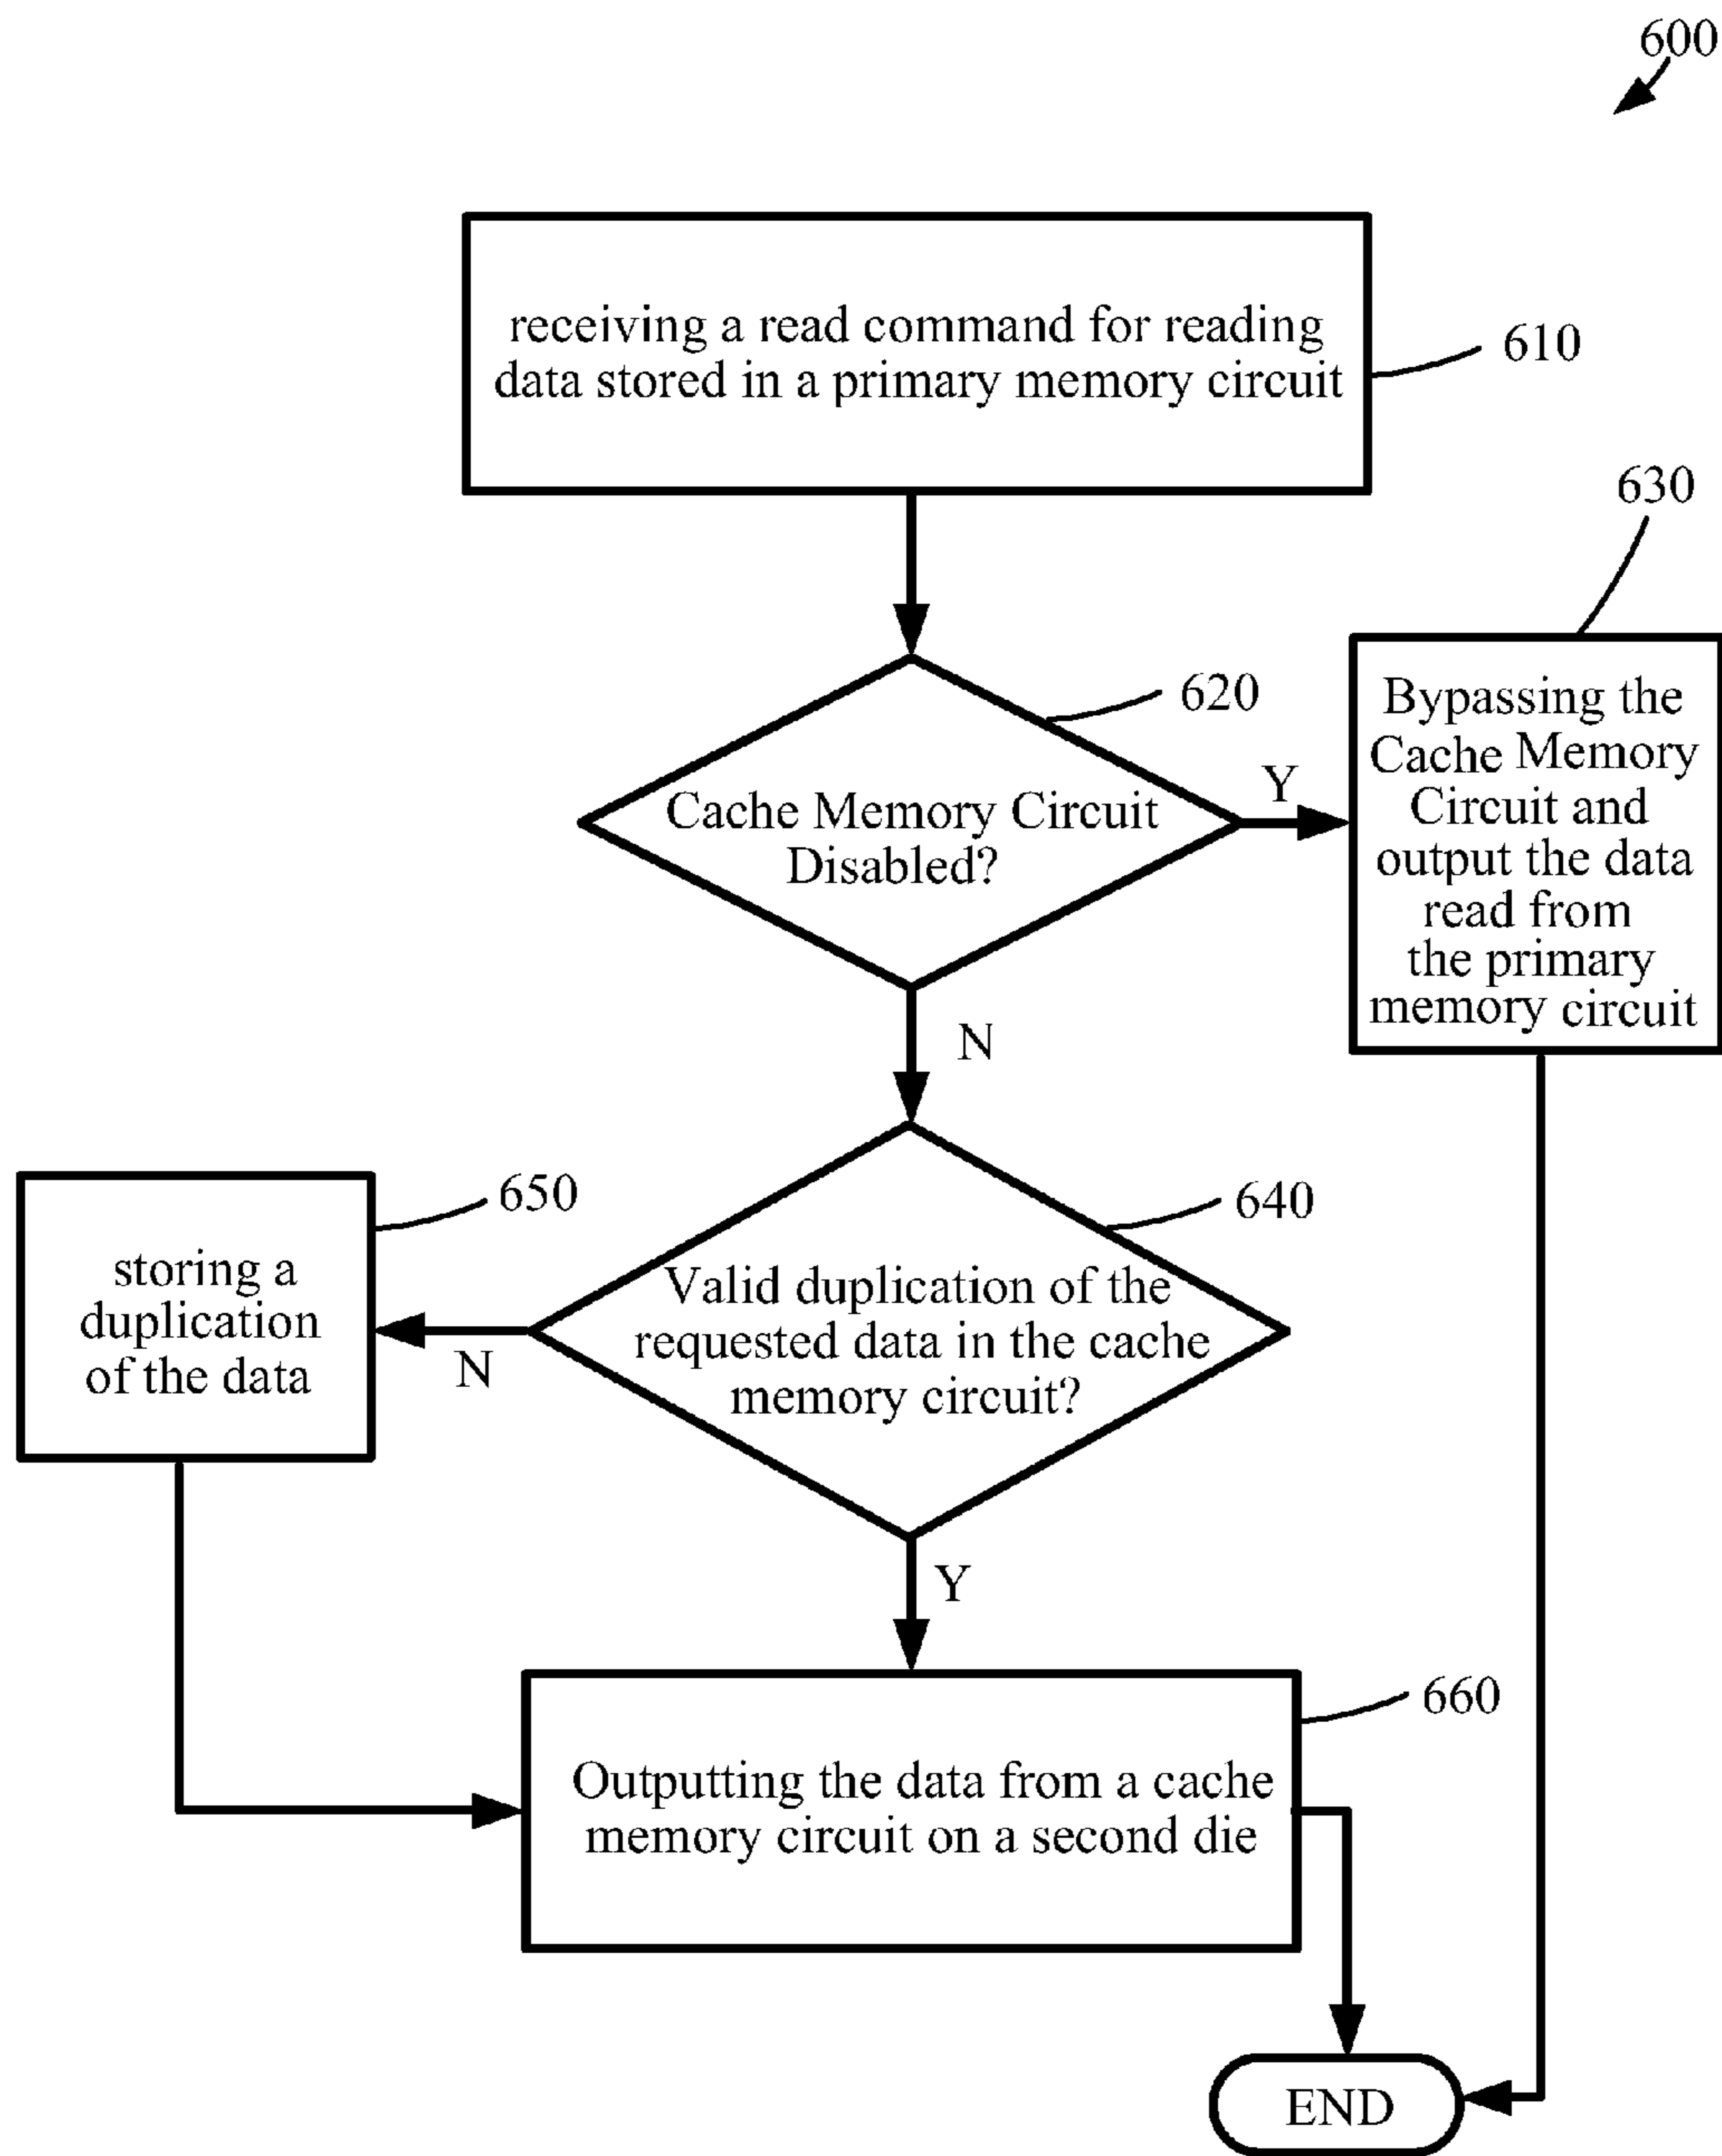 600
receiving a read command for reading
data stored in a primary memory circuit
610
630
620
Cache Memory Circuit
Disabled?
Y
Bypassing the
Cache Memory
Circuit and
output the data
read from
the primary
memory circuit
N
650
storing a
duplication
of the data
640
Valid duplication of the
requested data in the cache
memory circuit?
N
Y
660
Outputting the data from a cache
memory circuit on a second die
END